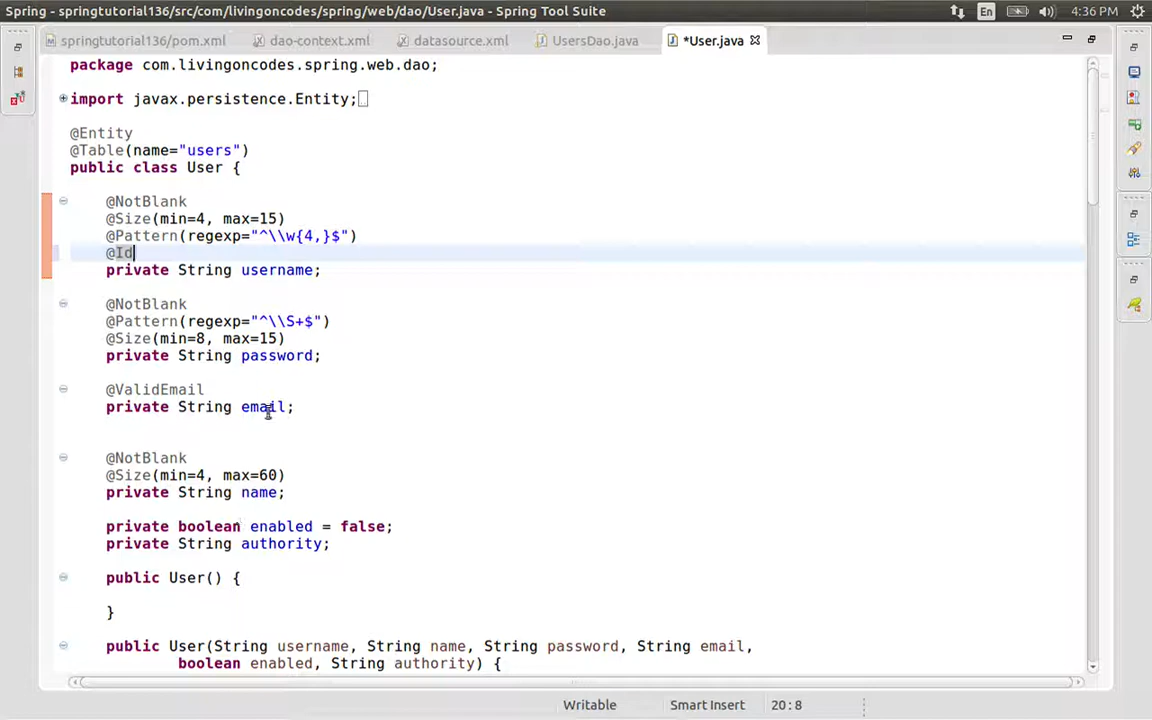 Spring - springtutorial136/src/com/livingoncodes/spring/web/dao/User.java - Spring Tool Suite
En
4:36 PM
springtutorial136/pom.xml
dao-context.xml
datasource.xml
UsersDao.java
*User.java
package com.livingoncodes.spring.web.dao;
import javax.persistence.Entity;
@Entity
@Table(name="users")
public class User {
@NotBlank
@Size(min=4, max=15)
@Pattern(regexp="^\\w{4,}$")
@Id
private String username;
@NotBlank
@Pattern(regexp="^\\S+$")
@Size(min=8, max=15)
private String password;
@ValidEmail
private String email;
@NotBlank
@Size(min=4, max=60)
private String name;
private boolean enabled = false;
private String authority;
public User() {
}
public User(String username, String name, String password, String email,
boolean enabled, String authority) {
Writable
Smart Insert
20:8